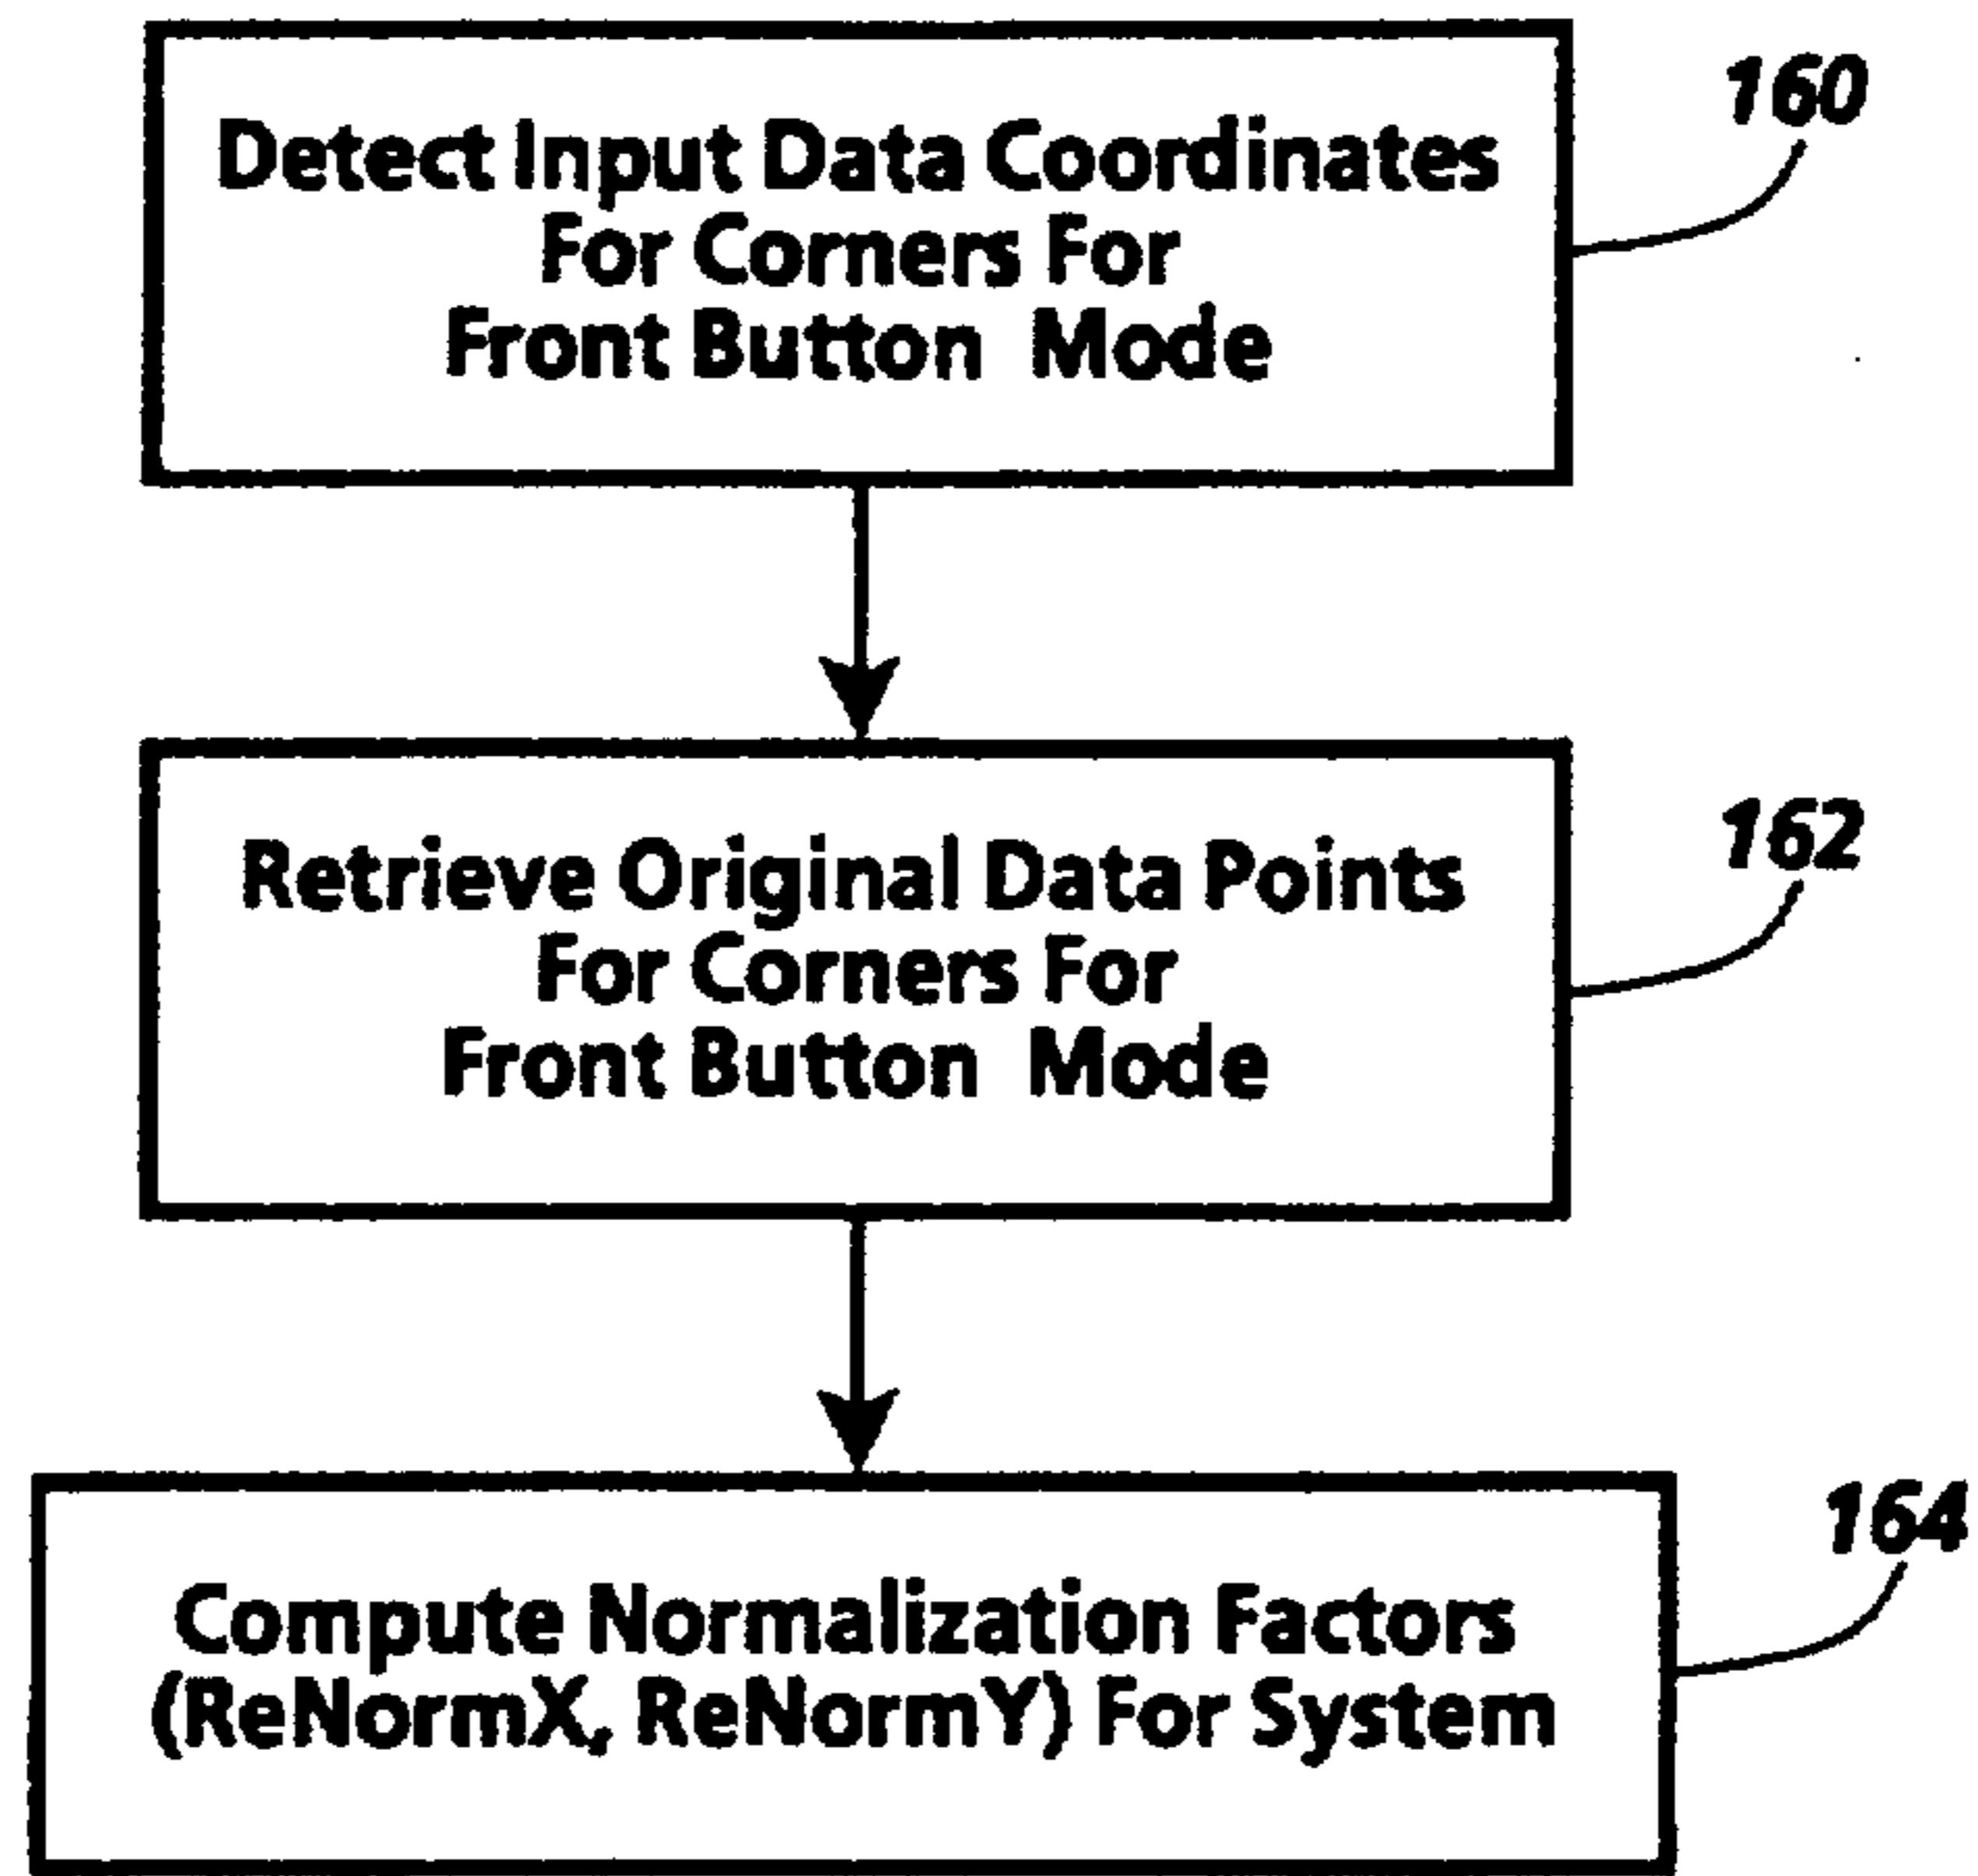 160
Detect Input Data Coordinates
For Corners For
Front Button Mode
162
Retrieve Original Data Points
For Corners For
Front Button Mode
164
Compute Normalization Factors
(ReNormX, ReNormY) For System